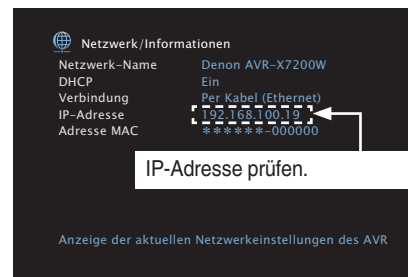 Netzwerk/Informationen
Netzwerk-Name Denon AVR-X7200W
DHCP Ein
Verbindung Per Kabel (Ethernet)
IP-Adresse 192.168.100.19
Adresse MAC ******-000000
IP-Adresse prüfen.
Anzeige der aktuellen Netzwerkeinstellungen des AVR